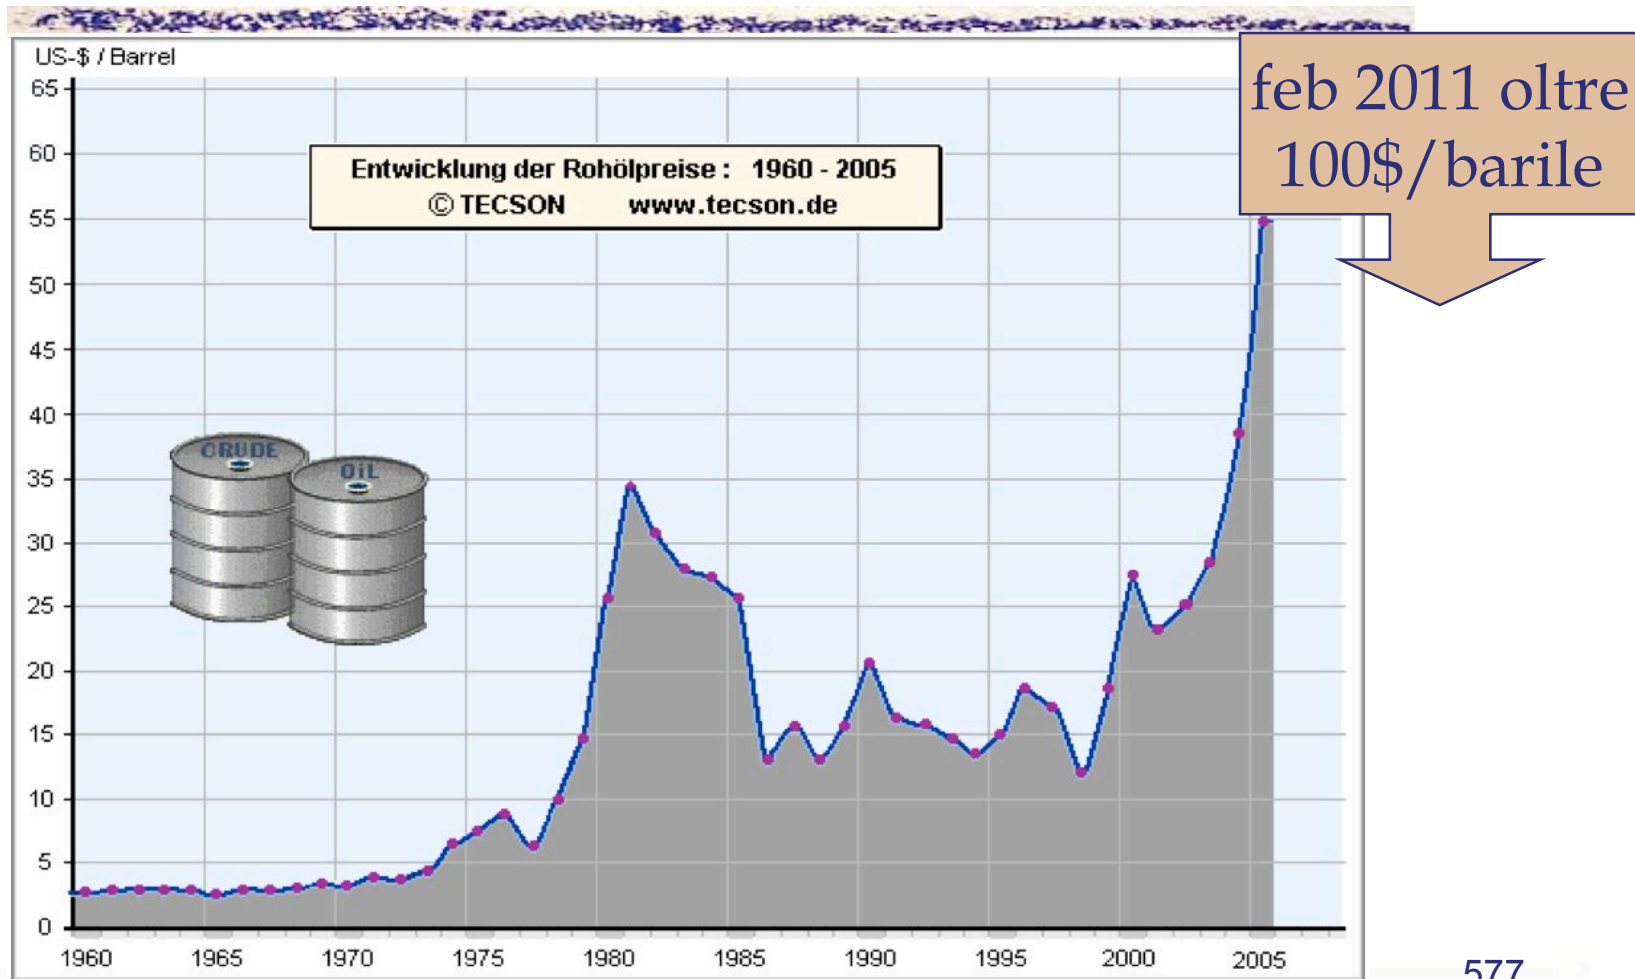 US-$ / Barrel
65
60
55
50
45
40
35
30
25
20
15
10
5
0
Entwicklung der Rohölpreise : 1960 - 2005
© TECSON www.tecson.de
feb 2011 oltre
100$/barile
CRUDE
OiL
1960 1965 1970 1975 1980 1985 1990 1995 2000 2005
577